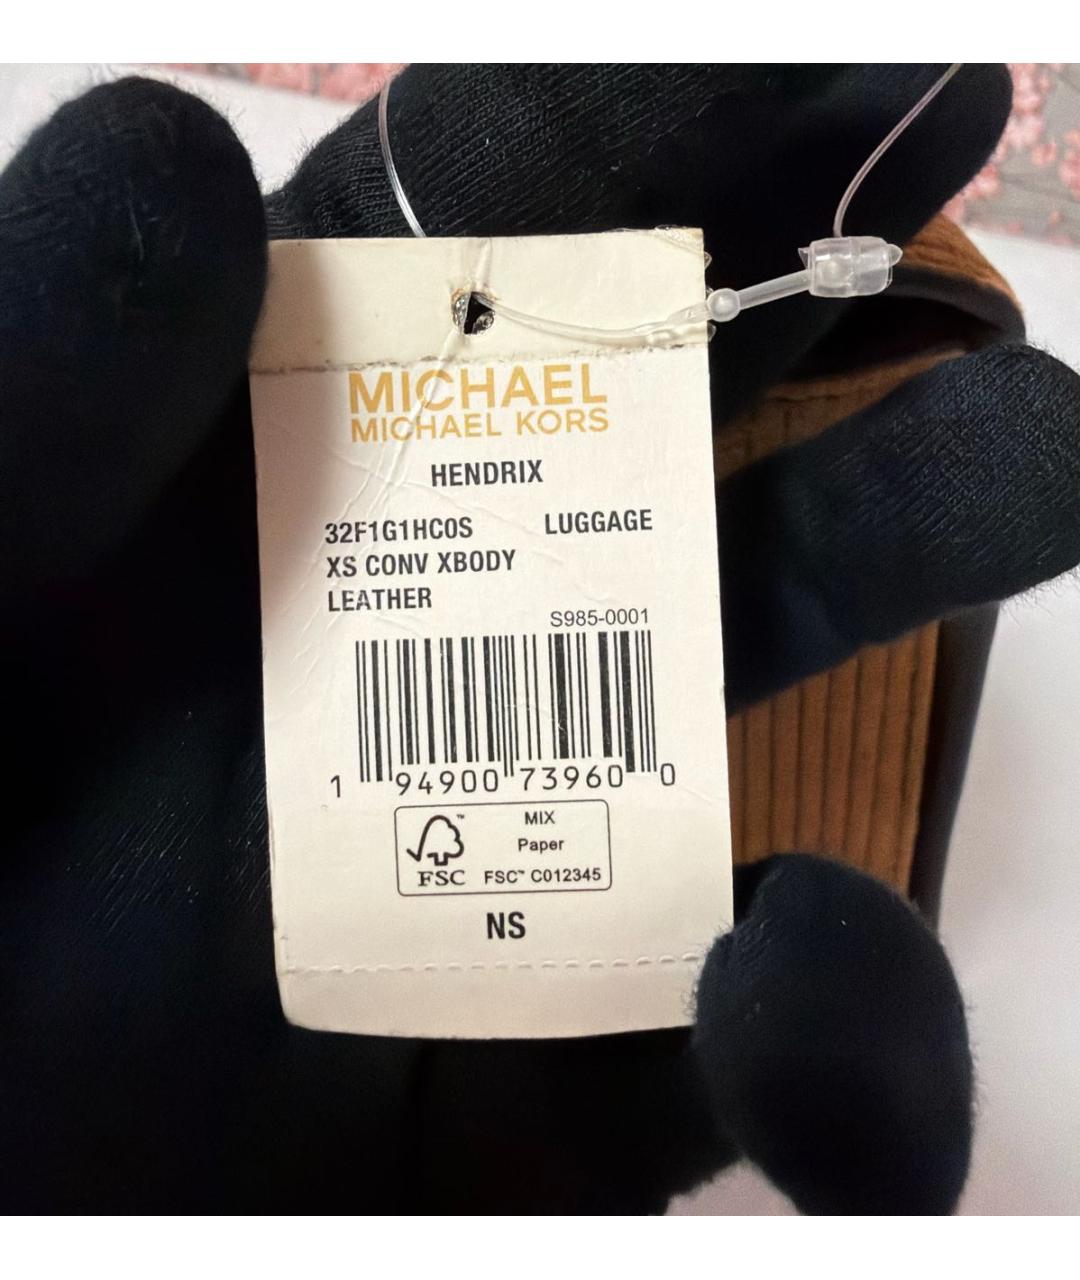 MICHAEL
MICHAEL KORS
HENDRIX
32F1G1HC0S LUGGAGE
XS CONV XBODY
LEATHER
S985-0001
1 94900 73960 0
FSC™
MIX
Paper
FSC™ C012345
NS